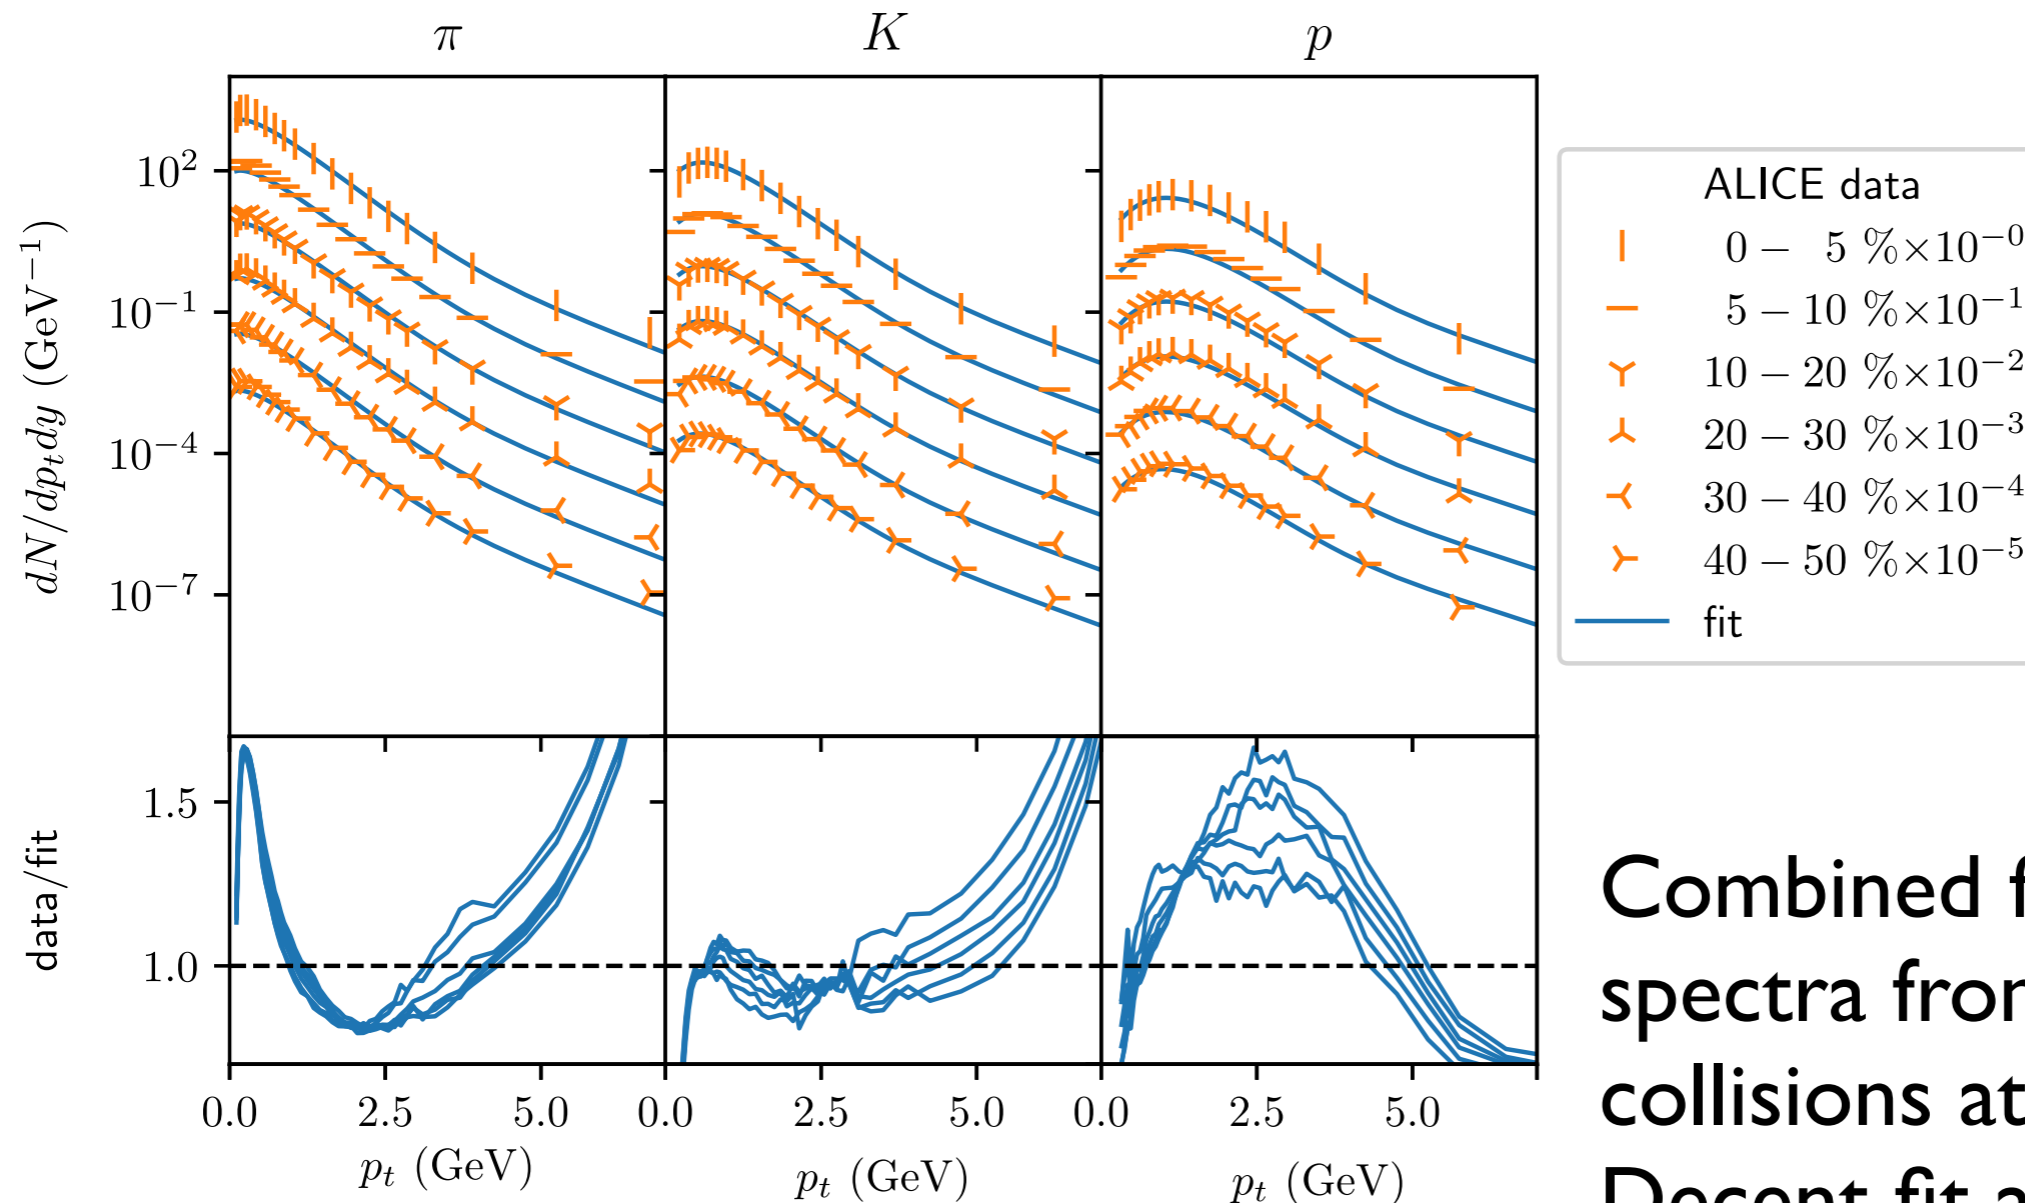 π K p
10² 
10⁻¹
10⁻⁴
10⁻⁷
dN/dp_t dy (GeV⁻¹)
ALICE data
0 − 5 %×10⁻⁰
5 − 10 %×10⁻¹
10 − 20 %×10⁻²
20 − 30 %×10⁻³
30 − 40 %×10⁻⁴
40 − 50 %×10⁻⁵
fit
1.5
1.0
data/fit
0.0 2.5 5.0 0.0 2.5 5.0 0.0 2.5 5.0
p_t (GeV) p_t (GeV) p_t (GeV)
Combined
spectra
collisions at
Decent fit